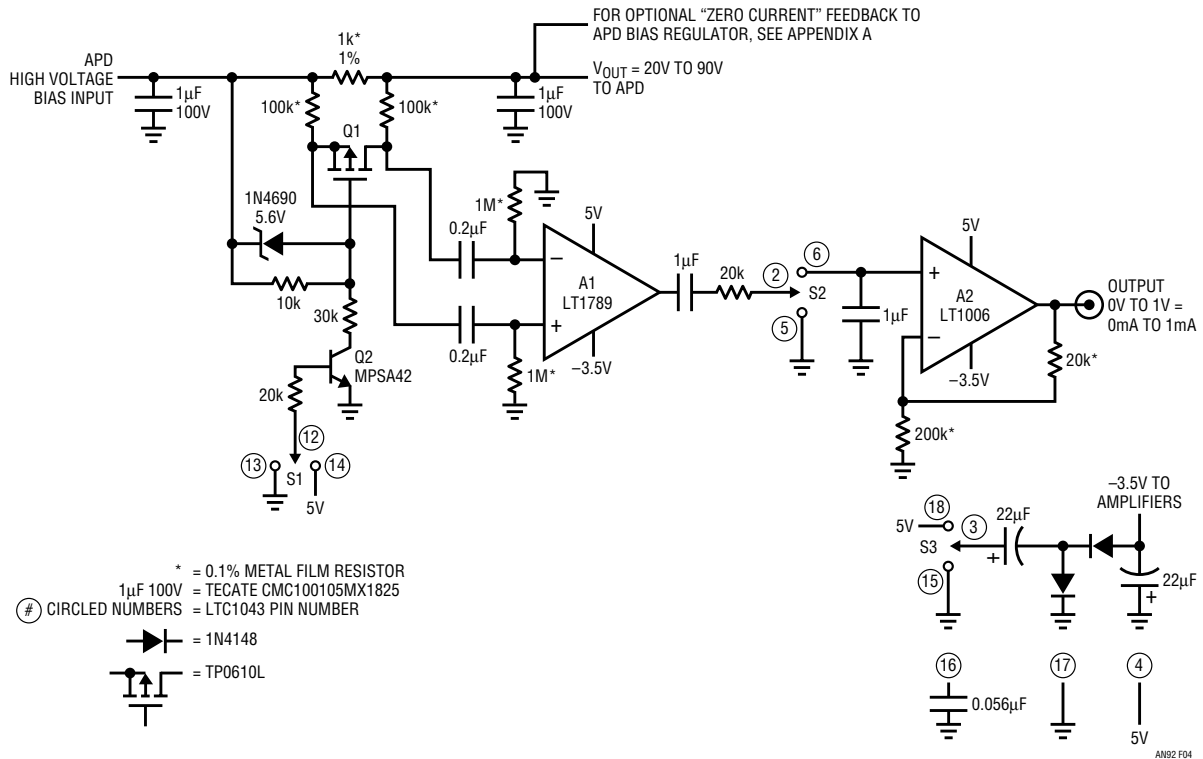 FOR OPTIONAL “ZERO CURRENT” FEEDBACK TO
APD BIAS REGULATOR, SEE APPENDIX A
APD
HIGH VOLTAGE
BIAS INPUT
1k*
1%
VOUT = 20V TO 90V
TO APD
1µF
100V
100k*
100k*
1µF
100V
Q1
1N4690
5.6V
1M*
5V
0.2µF
–
A1
LT1789
+
–3.5V
0.2µF
1M*
10k
30k
Q2
MPSA42
20k
12
13
S1
14
5V
1µF
20k
2
6
S2
5
1µF
5V
+
A2
LT1006
–
–3.5V
OUTPUT
0V TO 1V =
0mA TO 1mA
20k*
200k*
–3.5V TO
AMPLIFIERS
18
5V
3
22µF
S3
+
15
22µF
+
16
17
4
0.056µF
5V
* = 0.1% METAL FILM RESISTOR
1µF 100V = TECATE CMC100105MX1825
# CIRCLED NUMBERS = LTC1043 PIN NUMBER
= 1N4148
= TP0610L
AN92 F04